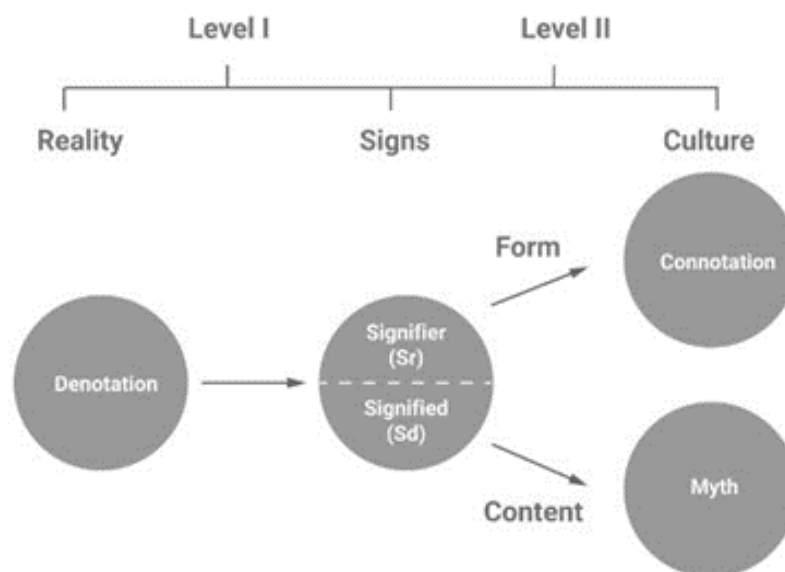 Level I
Level II
Reality
Signs
Culture
Form
Connotation
Signifier
(Sr)
Denotation
Signified
(Sd)
Myth
Content